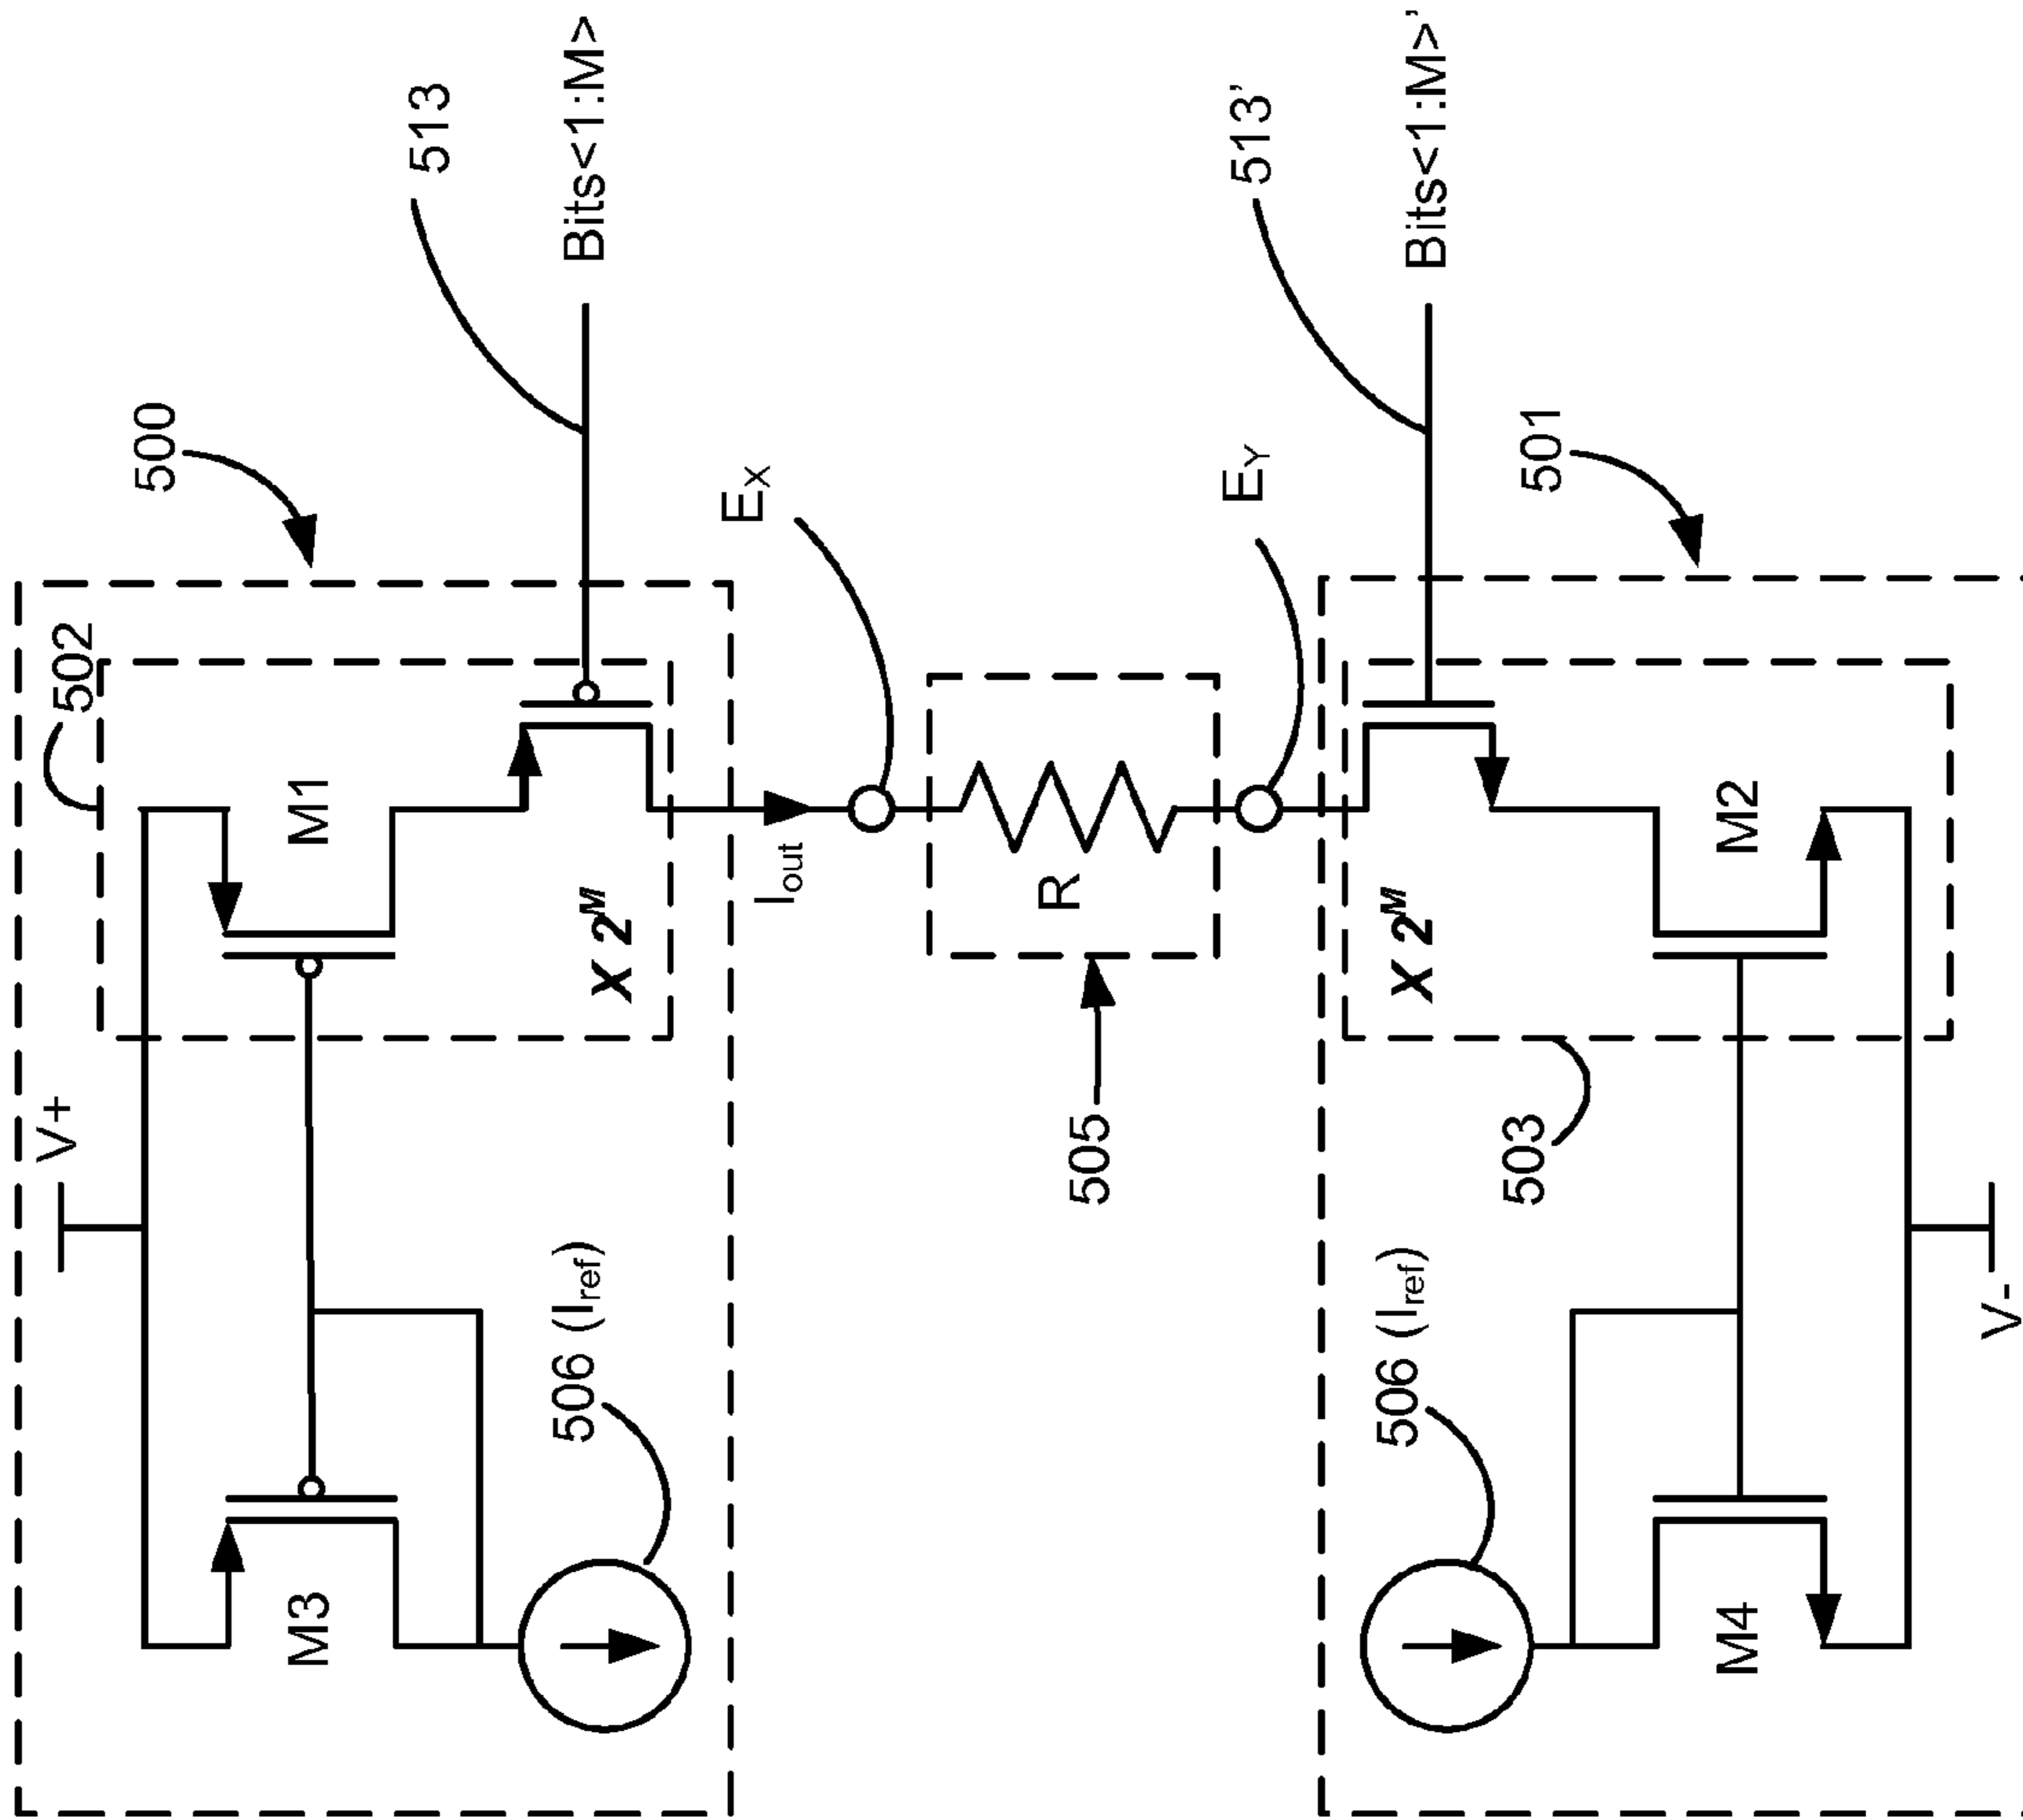 500
502
V+
M1
M3
x 2M
506 (Iref)
513
Bits<1:M>
Iout
EX
R
505
EY
513'
Bits<1:M>'
501
x 2M
M2
503
506 (Iref)
M4
V-